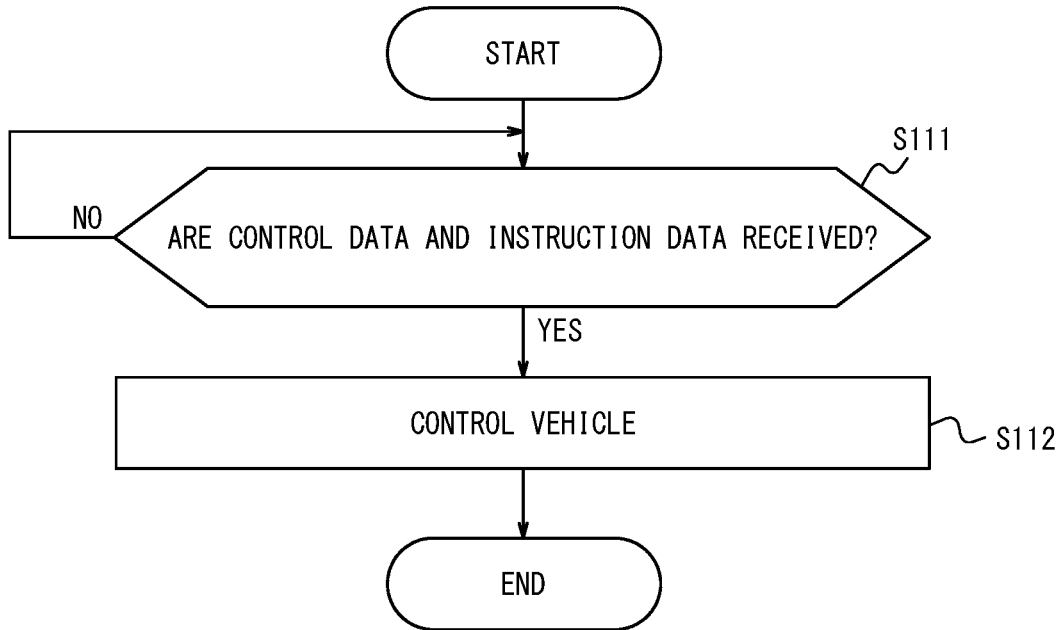 START
S111
NO
ARE CONTROL DATA AND INSTRUCTION DATA RECEIVED?
YES
CONTROL VEHICLE
S112
END